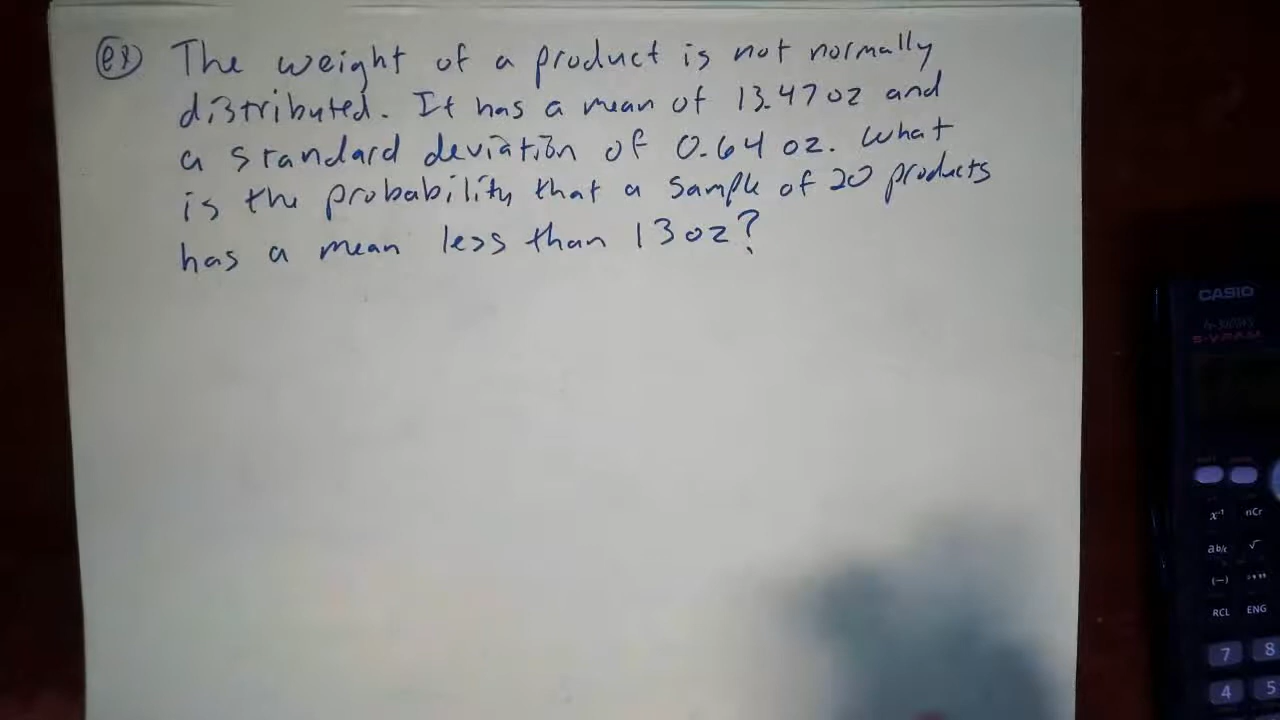 ex) The weight of a product is not normally
distributed. It has a mean of 13.47 oz and
a standard deviation of 0.64 oz. What
is the probability that a sample of 20 products
has a mean less than 13 oz?
CASIO
S-V.P.A.M.
x⁻¹ nCr
ab/c √
(−) °'"
RCL ENG
7 8
4 5